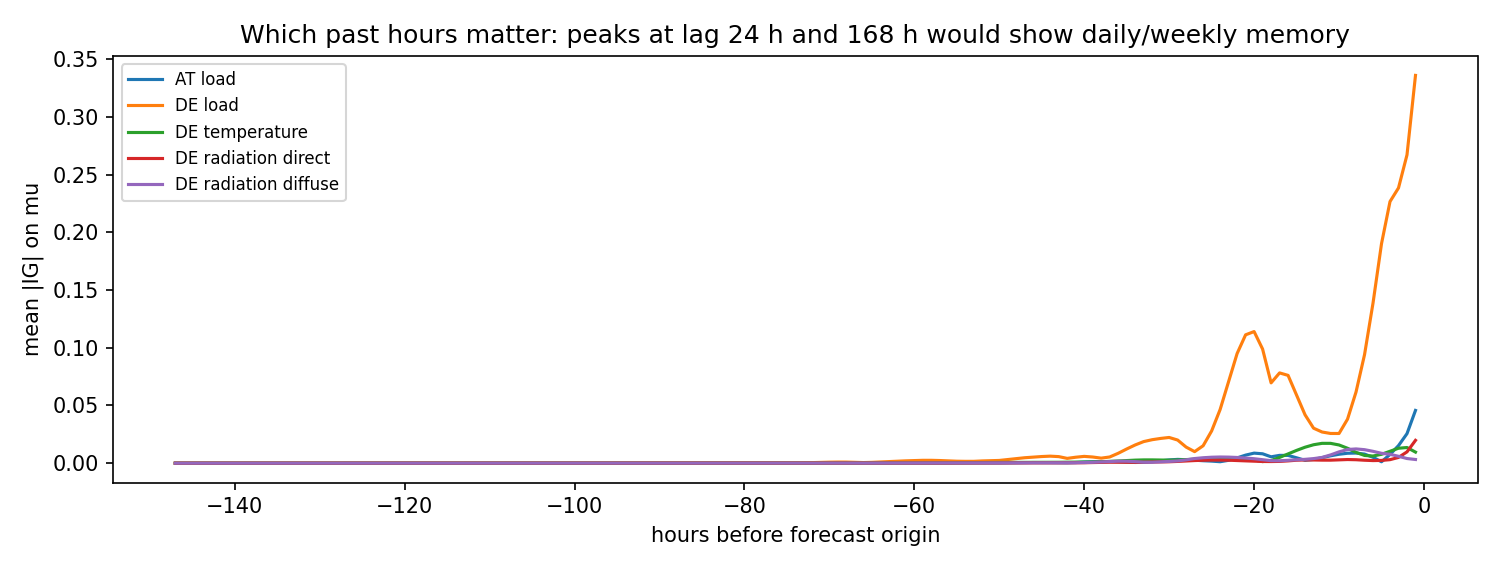 Which past hours matter: peaks at lag 24 h and 168 h would show daily/weekly memory
0.35
0.30
0.25
0.20
0.15
0.10
0.05
0.00
mean |IG| on mu
AT load
DE load
DE temperature
DE radiation direct
DE radiation diffuse
−140 −120 −100 −80 −60 −40 −20 0
hours before forecast origin